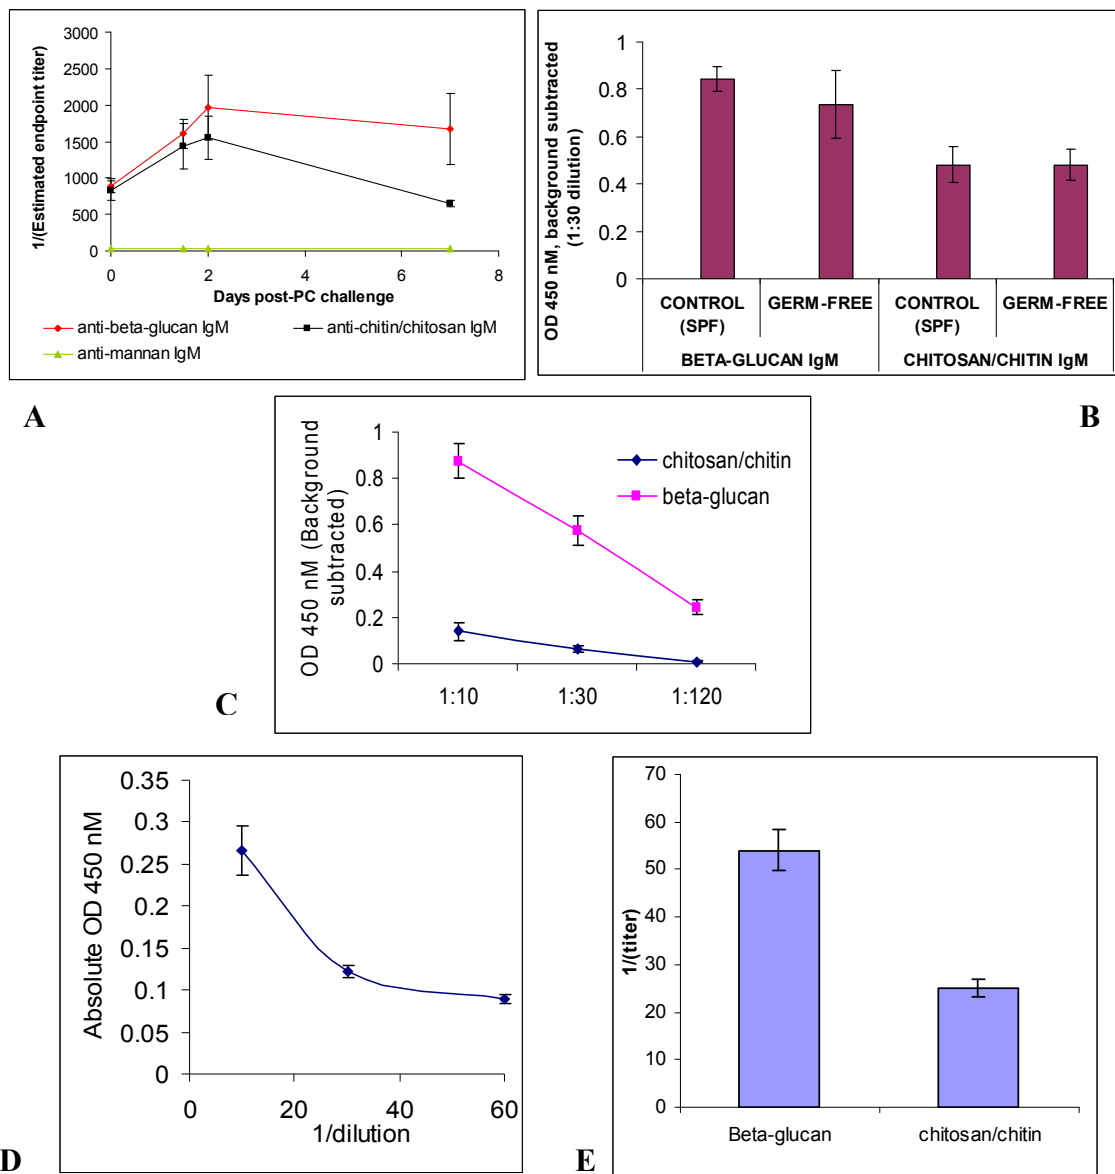 1/(Estimated endpoint titer)
3000
2500
2000
1500
1000
500
0
0 2 4 6 8
Days post-PC challenge
anti-beta-glucan IgM
anti-chitin/chitosan IgM
anti-mannan IgM
A
OD 450 nM, background subtracted
(1:30 dilution)
1
0.8
0.6
0.4
0.2
0
CONTROL
(SPF)
GERM-FREE
CONTROL
(SPF)
GERM-FREE
BETA-GLUCAN IgM
CHITOSAN/CHITIN IgM
B
OD 450 nM (Background
subtracted)
1
0.8
0.6
0.4
0.2
0
1:10 1:30 1:120
chitosan/chitin
beta-glucan
C
Absolute OD 450 nM
0.35
0.3
0.25
0.2
0.15
0.1
0.05
0
0 20 40 60
1/dilution
D
1/(titer)
70
60
50
40
30
20
10
0
Beta-glucan
chitosan/chitin
E